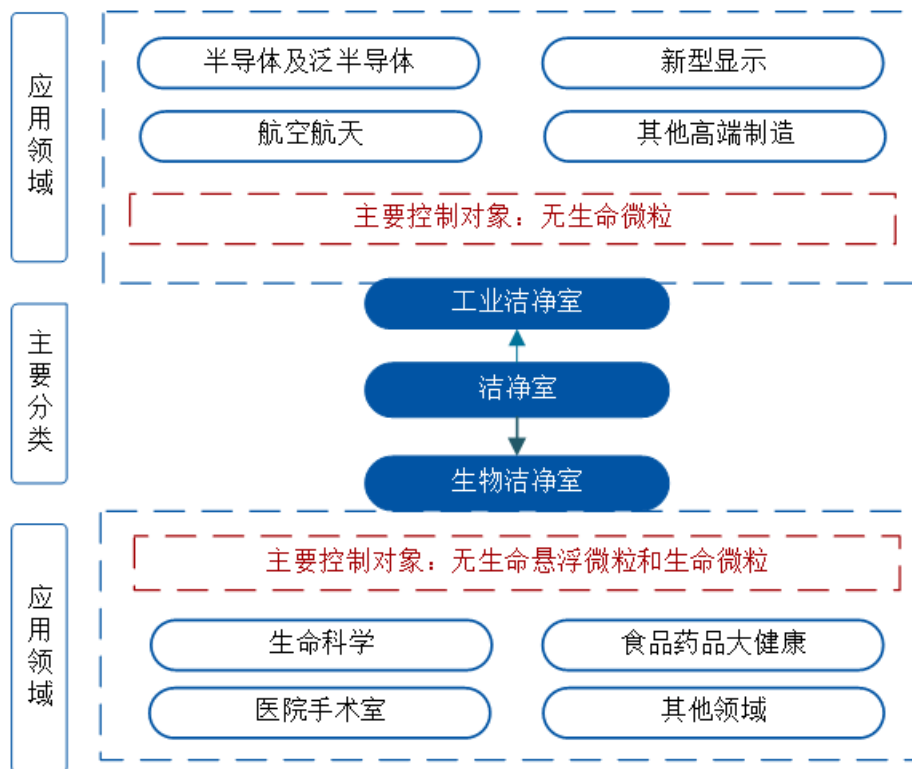 应用领域
半导体及泛半导体
新型显示
航空航天
其他高端制造
主要控制对象：无生命微粒
主要分类
工业洁净室
洁净室
生物洁净室
应用领域
主要控制对象：无生命悬浮微粒和生命微粒
生命科学
食品药品大健康
医院手术室
其他领域